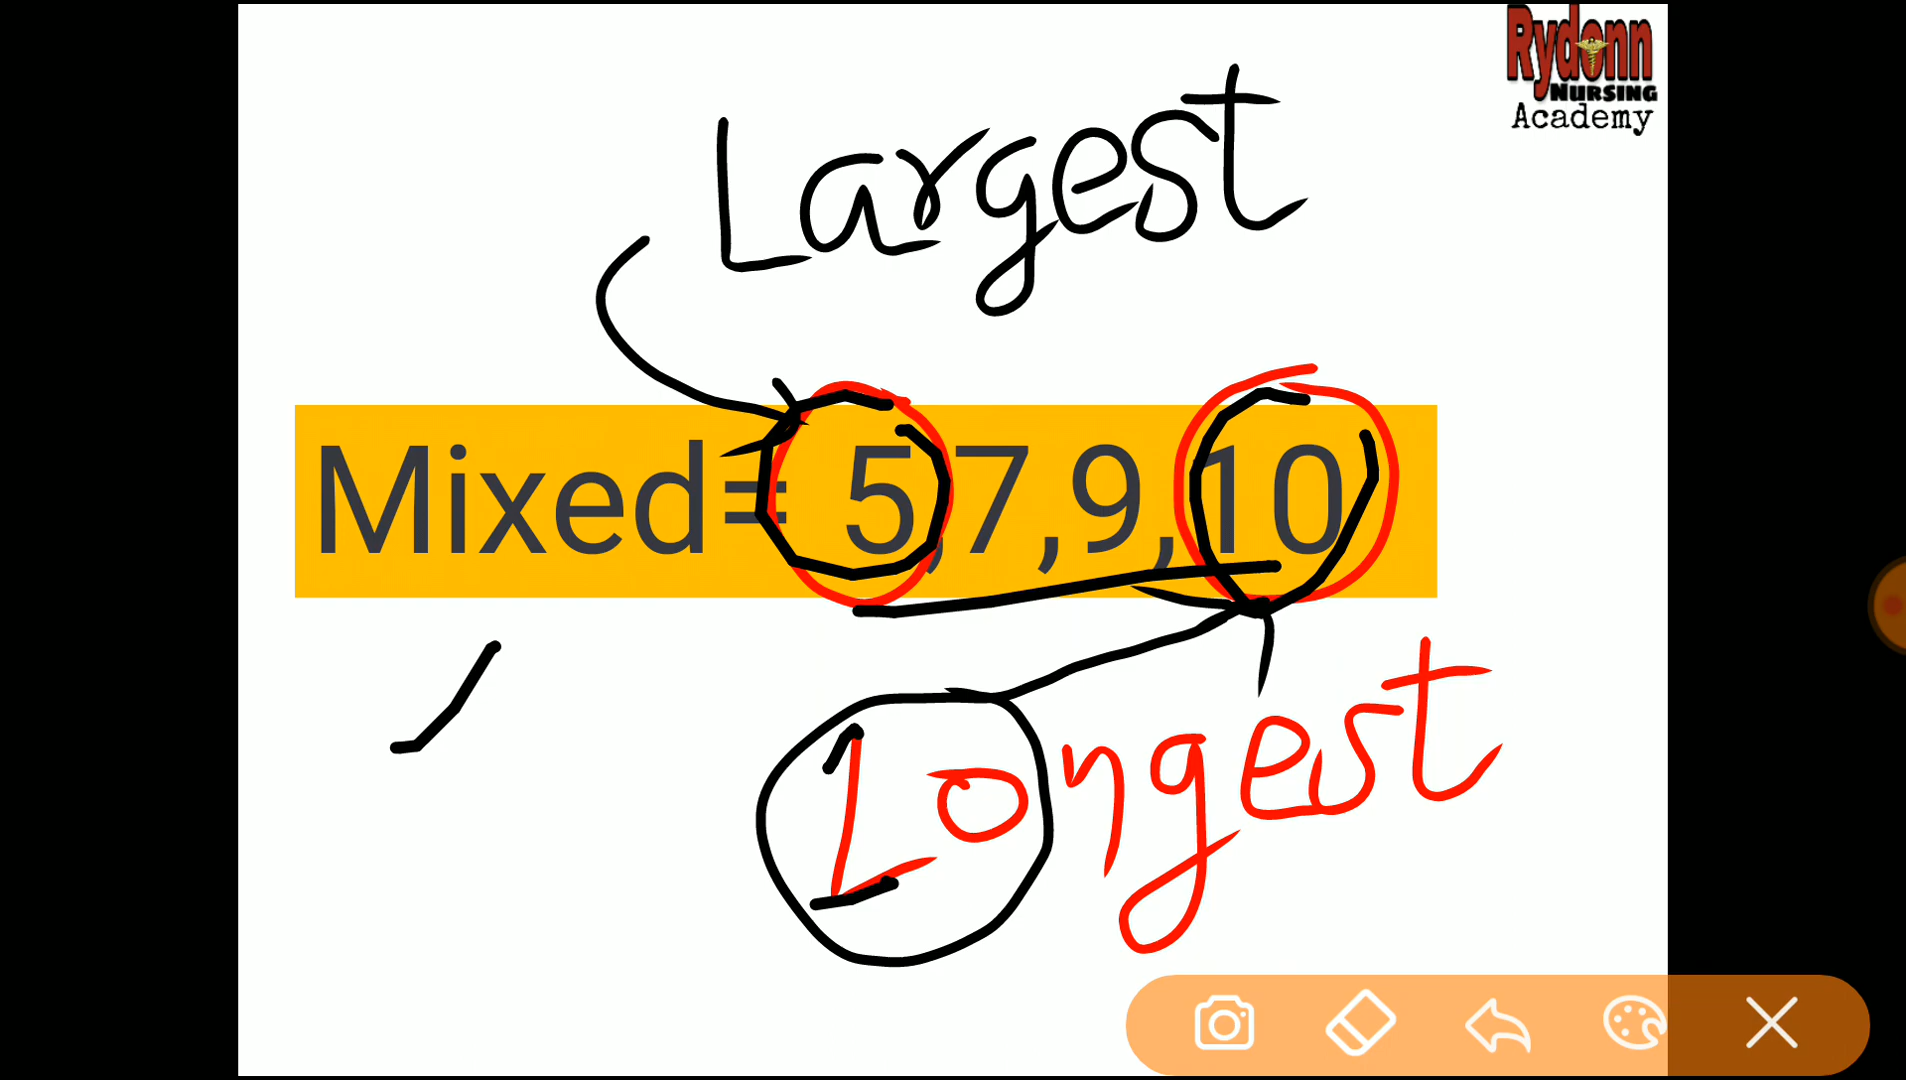 Rydonn
NURSING
Academy
Largest
Mixed= 5,7,9,10
Longest